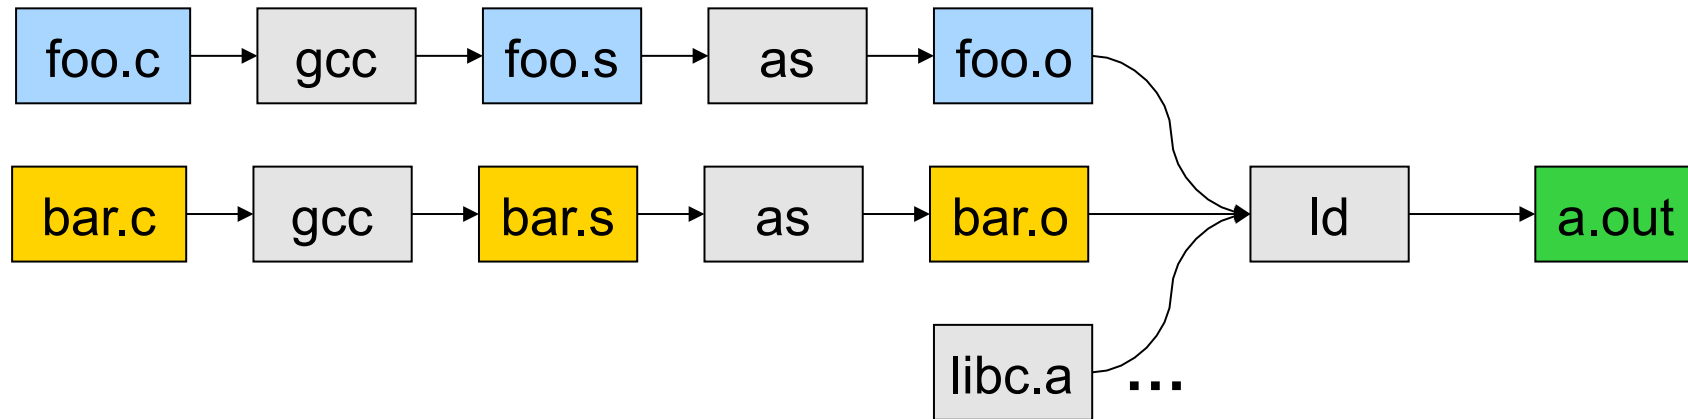 foo.c gcc foo.s as foo.o
bar.c gcc bar.s as bar.o ld a.out
libc.a ...